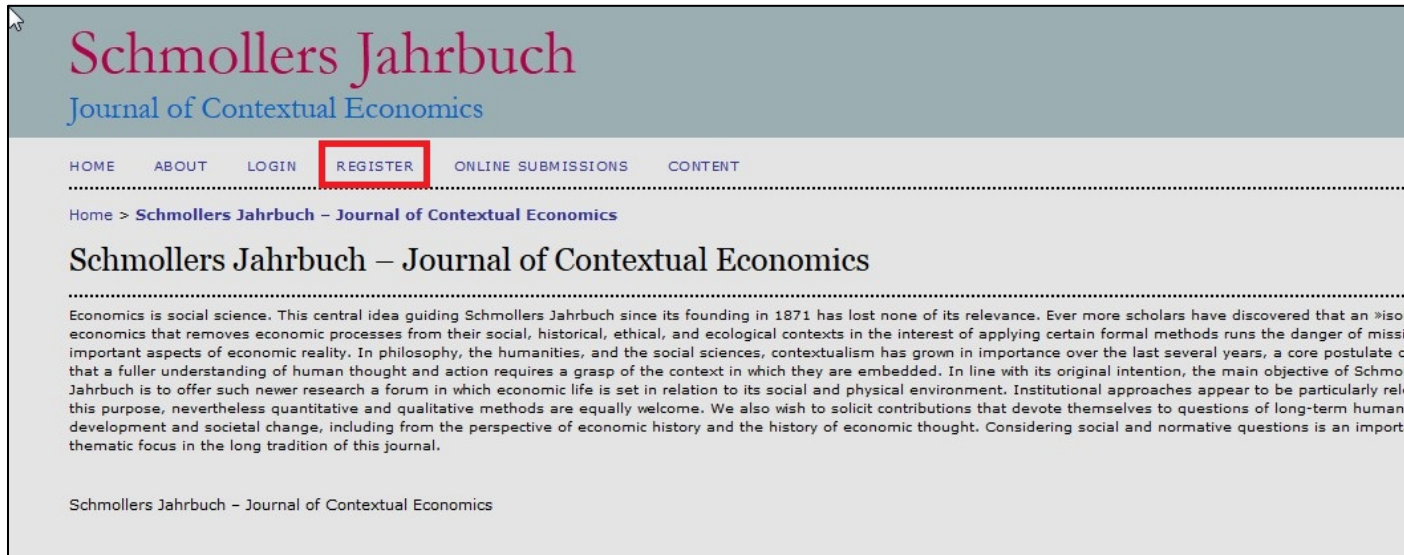 Schmollers Jahrbuch
Journal of Contextual Economics
HOME ABOUT LOGIN REGISTER ONLINE SUBMISSIONS CONTENT
Home > Schmollers Jahrbuch – Journal of Contextual Economics
Schmollers Jahrbuch – Journal of Contextual Economics
Economics is social science. This central idea guiding Schmollers Jahrbuch since its founding in 1871 has lost none of its relevance. Ever more scholars have discovered that an »iso
economics that removes economic processes from their social, historical, ethical, and ecological contexts in the interest of applying certain formal methods runs the danger of missi
important aspects of economic reality. In philosophy, the humanities, and the social sciences, contextualism has grown in importance over the last several years, a core postulate
that a fuller understanding of human thought and action requires a grasp of the context in which they are embedded. In line with its original intention, the main objective of Schmo
Jahrbuch is to offer such newer research a forum in which economic life is set in relation to its social and physical environment. Institutional approaches appear to be particularly rel
this purpose, nevertheless quantitative and qualitative methods are equally welcome. We also wish to solicit contributions that devote themselves to questions of long-term human
development and societal change, including from the perspective of economic history and the history of economic thought. Considering social and normative questions is an import
thematic focus in the long tradition of this journal.
Schmollers Jahrbuch – Journal of Contextual Economics